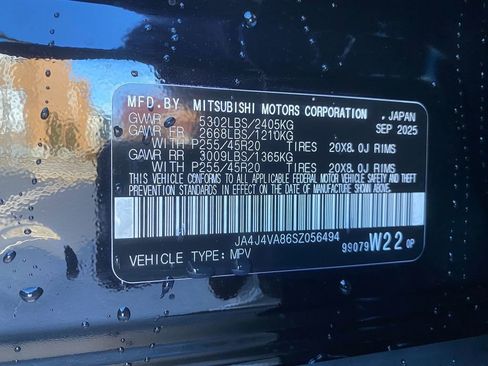 MFD.BY MITSUBISHI MOTORS CORPORATION JAPAN
GVWR 5302LBS/2405KG SEP 2025
GAWR FR 2668LBS/1210KG
WITH P255/45R20 TIRES 20X8.0J RIMS
GAWR RR 3009LBS/1365KG
WITH P255/45R20 TIRES 20X8.0J RIMS
THIS VEHICLE CONFORMS TO ALL APPLICABLE FEDERAL MOTOR VEHICLE SAFETY AND THEFT
PREVENTION STANDARDS IN EFFECT ON THE DATE OF MANUFACTURE SHOWN ABOVE.
JA4J4VA86SZ056494
VEHICLE TYPE: MPV 99079 W22 0P